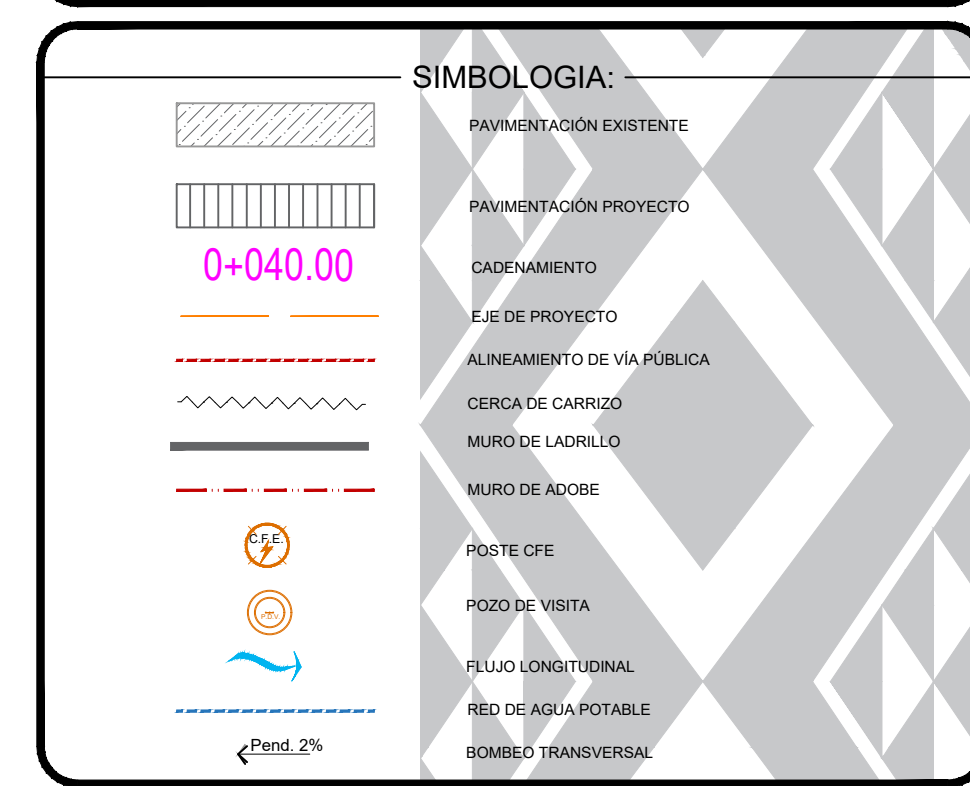 SIMBOLOGIA:
PAVIMENTACIÓN EXISTENTE
PAVIMENTACIÓN PROYECTO
0+040.00 CADENAMIENTO
EJE DE PROYECTO
ALINEAMIENTO DE VÍA PÚBLICA
CERCA DE CARRIZO
MURO DE LADRILLO
MURO DE ADOBE
C.F.E. POSTE CFE
P.D.V. POZO DE VISITA
FLUJO LONGITUDINAL
RED DE AGUA POTABLE
Pend. 2% BOMBEO TRANSVERSAL